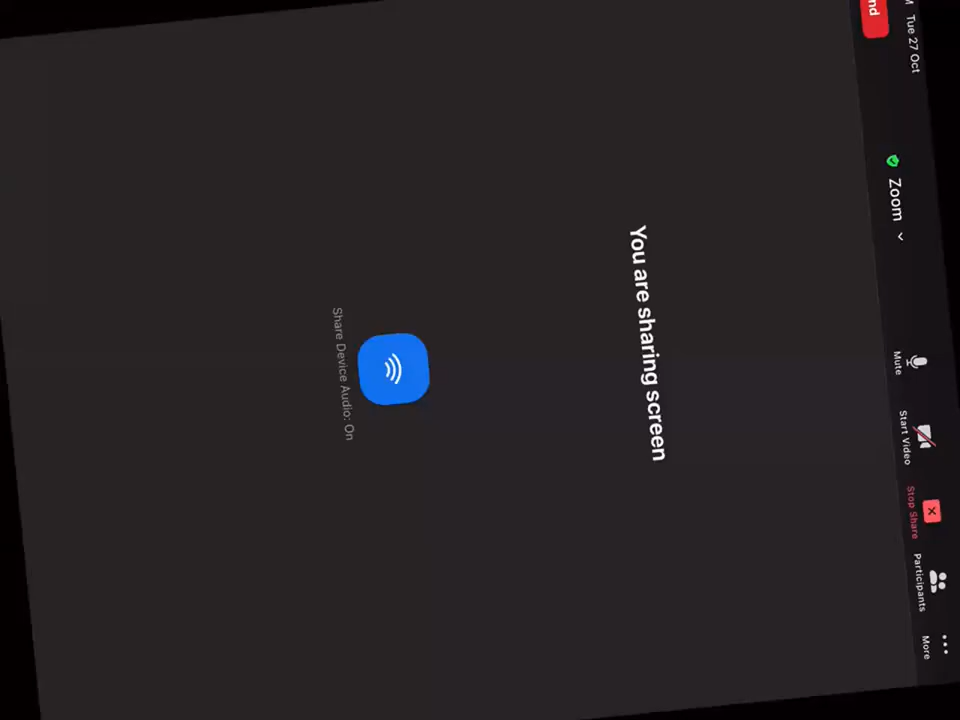 Tue 27 Oct
Zoom
Mute
Start Video
Stop Share
Participants
More
You are sharing screen
Share Device Audio: On